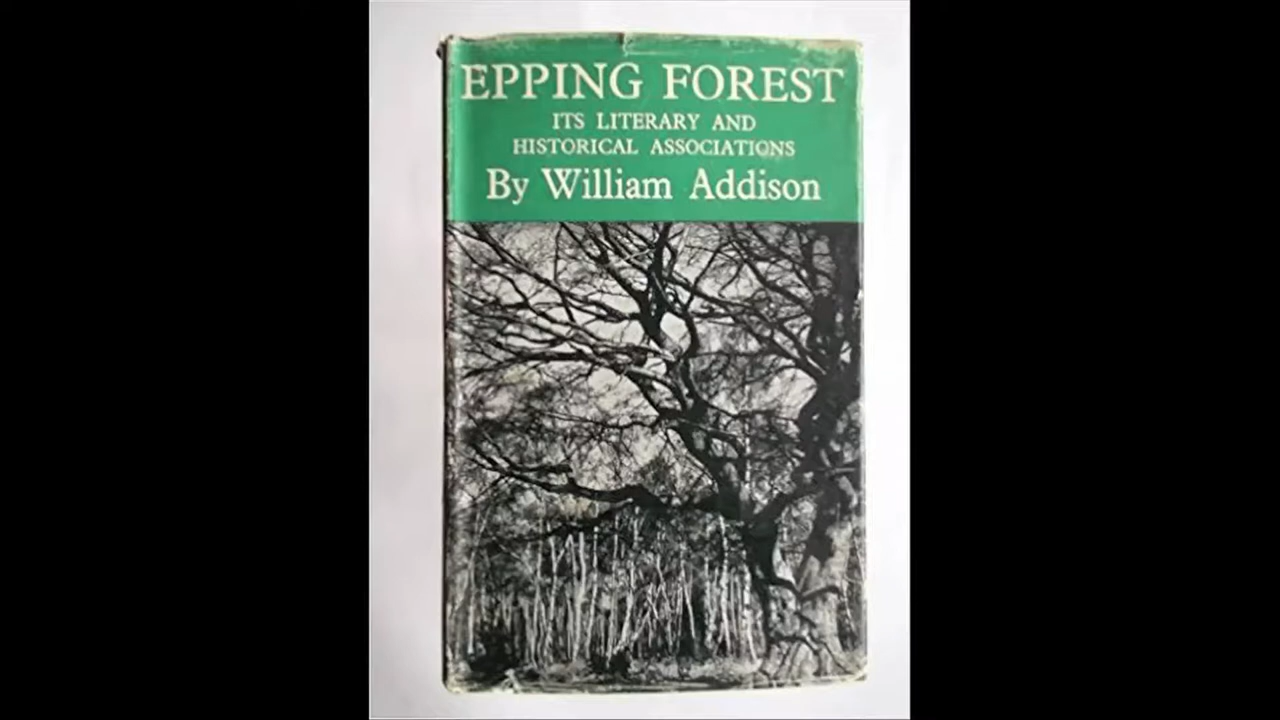 EPPING FOREST
ITS LITERARY AND
HISTORICAL ASSOCIATIONS
By William Addison